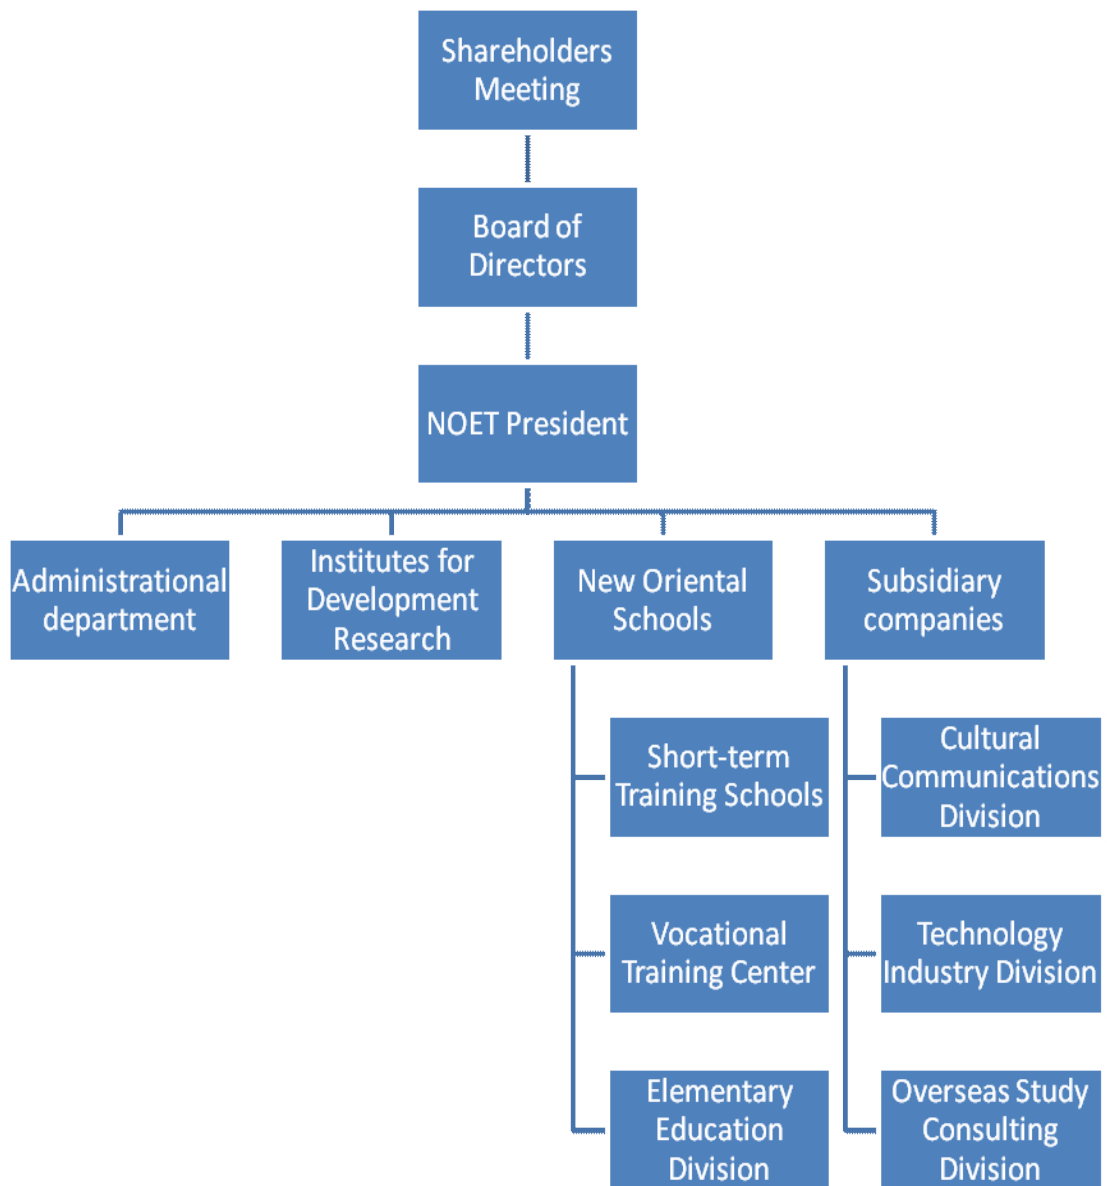 Shareholders
Meeting
Board of
Directors
NOET President
Administrational
department
Institutes for
Development
Research
New Oriental
Schools
Subsidiary
companies
Short-term
Training Schools
Cultural
Communications
Division
Vocational
Training Center
Technology
Industry Division
Elementary
Education
Division
Overseas Study
Consulting
Division